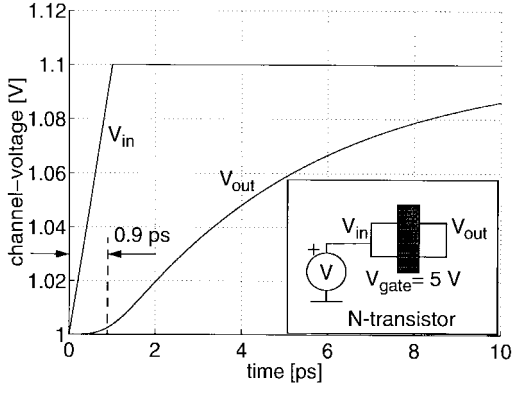 1.12
1.1
1.08
1.06
1.04
1.02
1
channel-voltage [V]
V_in
V_out
0.9 ps
V_in
V_out
+
V
V_gate= 5 V
N-transistor
0 2 4 6 8 10
time [ps]